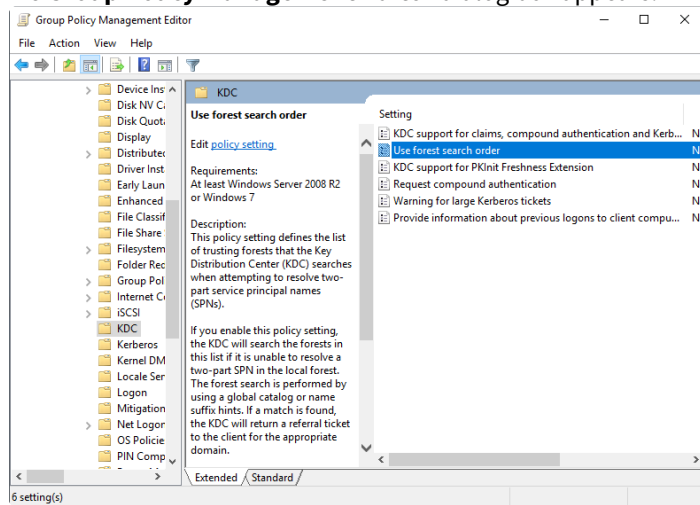 Group Policy Management Editor
File Action View Help
Device Ins
Disk NV C
Disk Quot
Display
Distributed
Driver Inst
Early Laun
Enhanced
File Classif
File Share
Filesystem
Folder Red
Group Pol
Internet C
iSCSI
KDC
Kerberos
Kernel DM
Locale Ser
Logon
Mitigation
Net Logor
OS Policie
PIN Comp
KDC
Use forest search order
Edit policy setting
Requirements:
At least Windows Server 2008 R2
or Windows 7
Description:
This policy setting defines the list
of trusting forests that the Key
Distribution Center (KDC) searches
when attempting to resolve two-
part service principal names
(SPNs).
If you enable this policy setting,
the KDC will search the forests in
this list if it is unable to resolve a
two-part SPN in the local forest.
The forest search is performed by
using a global catalog or name
suffix hints. If a match is found,
the KDC will return a referral ticket
to the client for the appropriate
domain.
Setting
KDC support for claims, compound authentication and Kerb... N
Use forest search order N
KDC support for PKInit Freshness Extension N
Request compound authentication N
Warning for large Kerberos tickets N
Provide information about previous logons to client compu... N
Extended Standard
6 setting(s)